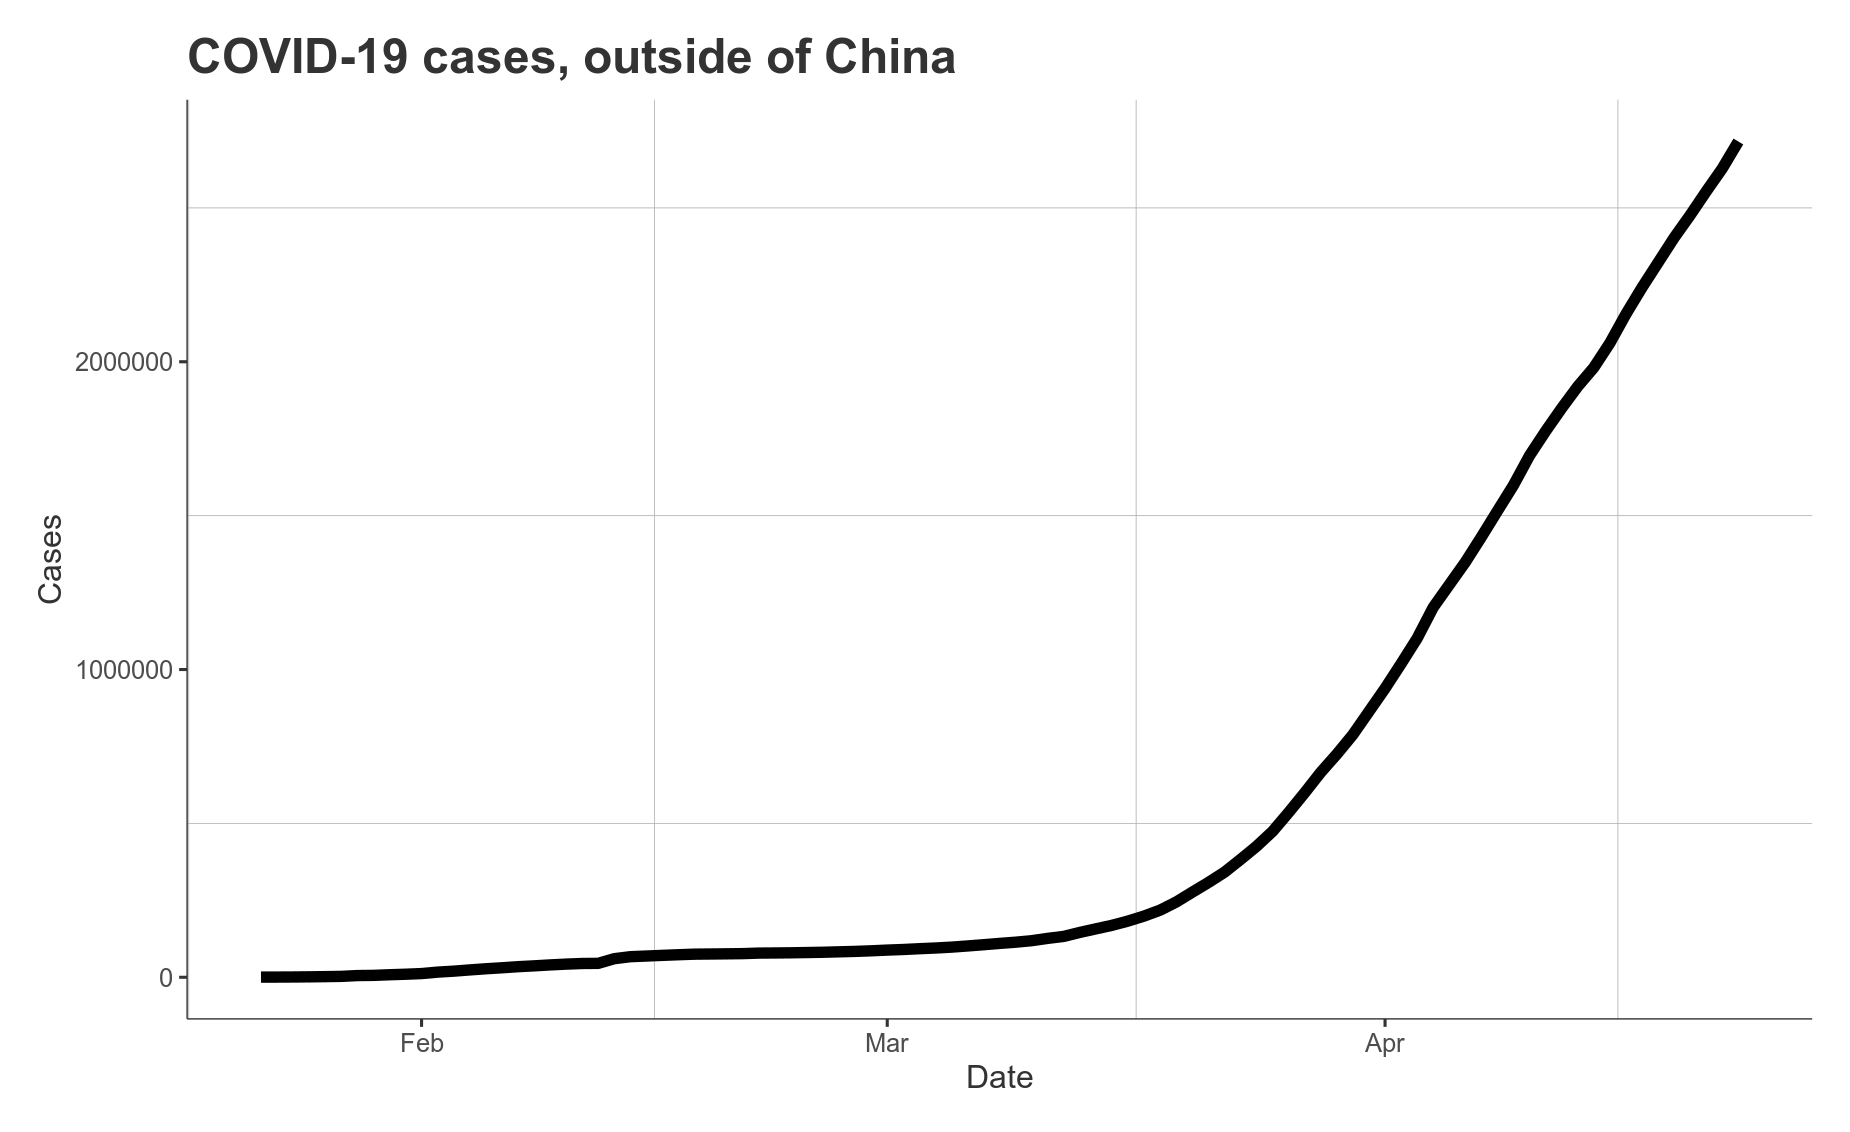 COVID-19 cases, outside of China
Cases
2000000
1000000
0
Feb Mar Apr
Date